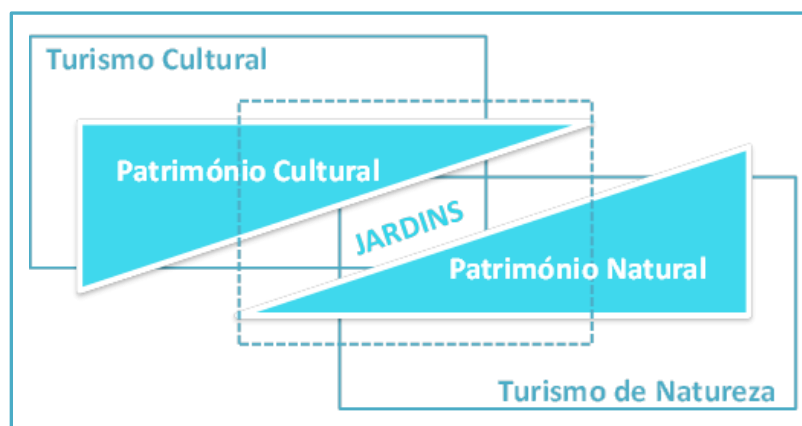 Turismo Cultural
Património Cultural
JARDINS
Património Natural
Turismo de Natureza